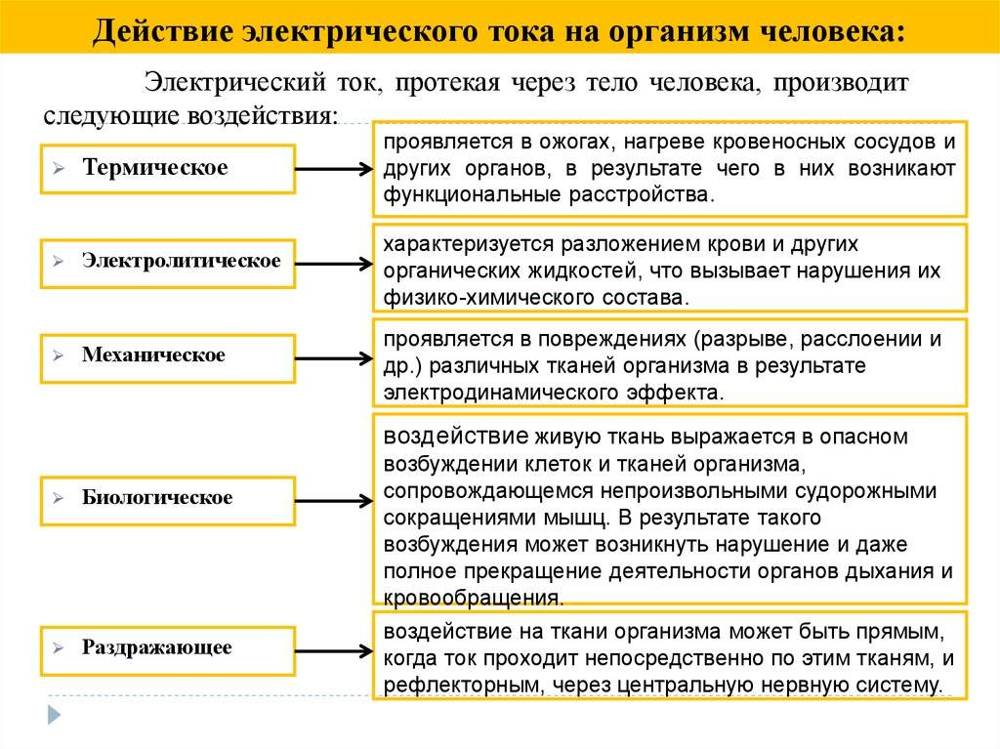 Действие электрического тока на организм человека:
Электрический ток, протекая через тело человека, производит
следующие воздействия:
Термическое
проявляется в ожогах, нагреве кровеносных сосудов и
других органов, в результате чего в них возникают
функциональные расстройства.
Электролитическое
характеризуется разложением крови и других
органических жидкостей, что вызывает нарушения их
физико-химического состава.
Механическое
проявляется в повреждениях (разрыве, расслоении и
др.) различных тканей организма в результате
электродинамического эффекта.
Биологическое
воздействие живую ткань выражается в опасном
возбуждении клеток и тканей организма,
сопровождающемся непроизвольными судорожными
сокращениями мышц. В результате такого
возбуждения может возникнуть нарушение и даже
полное прекращение деятельности органов дыхания и
кровообращения.
Раздражающее
воздействие на ткани организма может быть прямым,
когда ток проходит непосредственно по этим тканям, и
рефлекторным, через центральную нервную систему.